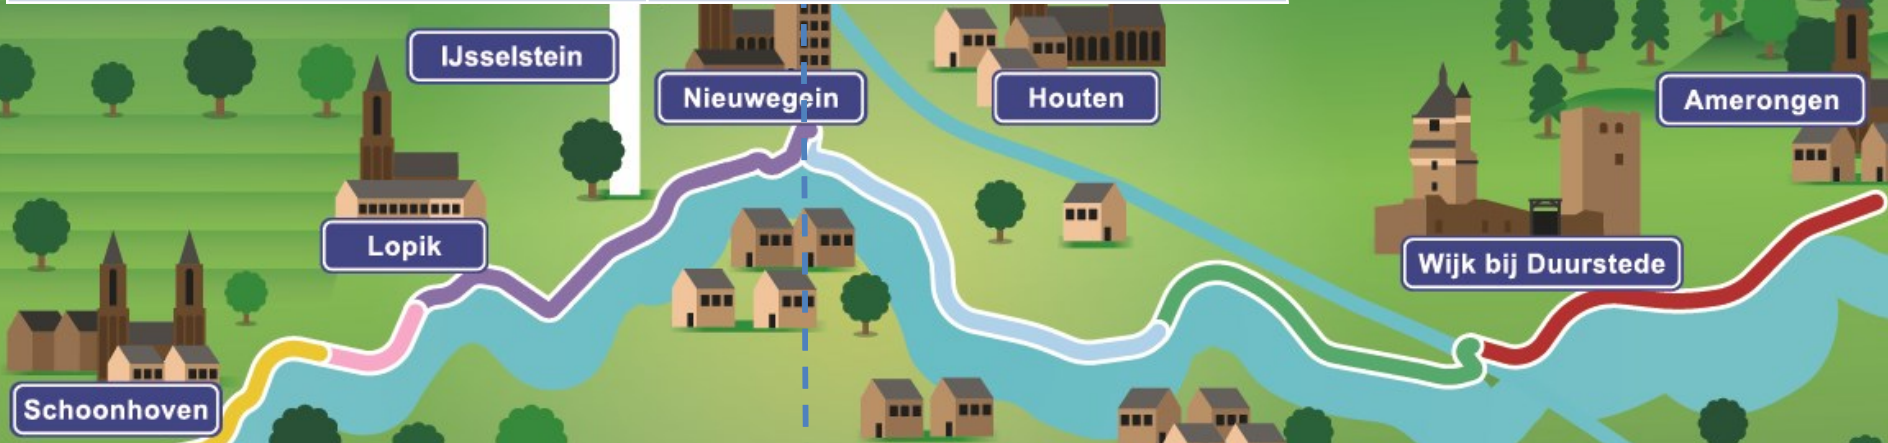 IJsselstein
Nieuwegein
Houten
Amerongen
Lopik
Wijk bij Duurstede
Schoonhoven